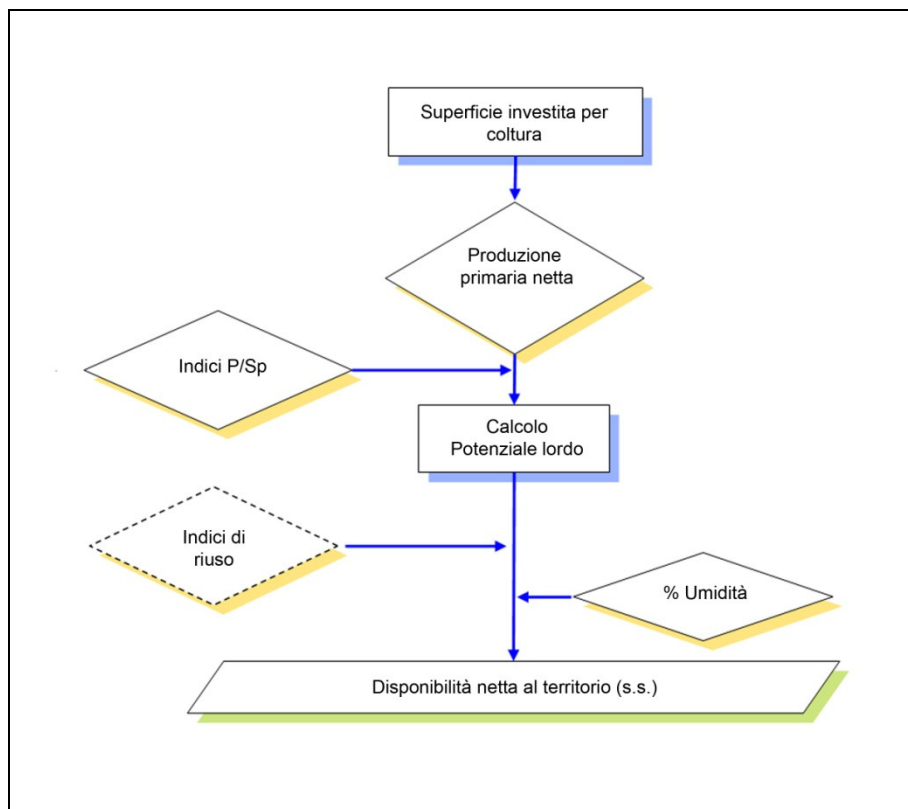 Superficie investita per
coltura
Produzione
primaria netta
Indici P/Sp
Calcolo
Potenziale lordo
Indici di
riuso
% Umidità
Disponibilità netta al territorio (s.s.)